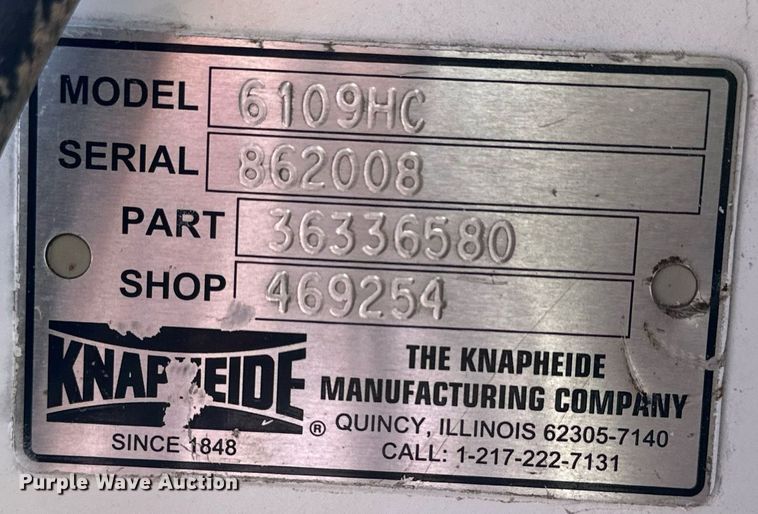 MODEL 6109HC
SERIAL 862008
PART 36336580
SHOP 469254
KNAPHEIDE ®
SINCE 1848
THE KNAPHEIDE
MANUFACTURING COMPANY
QUINCY, ILLINOIS 62305-7140
CALL: 1-217-222-7131
Purple Wave Auction